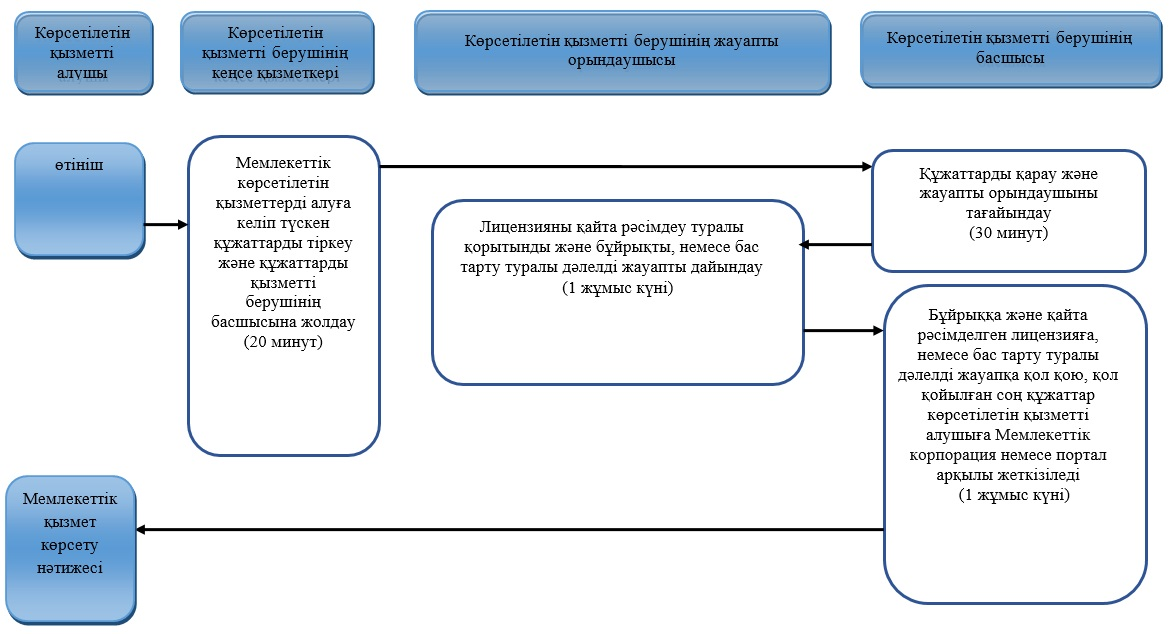 Көрсетілетін
қызметті
алушы
Көрсетілетін
қызметті берушінің
кеңсе қызметкері
Көрсетілетін қызметті берушінің жауапты
орындаушысы
Көрсетілетін қызметті берушінің
басшысы
өтініш
Мемлекеттік
көрсетілетін
қызметтерді алуға
келіп түскен
құжаттарды тіркеу
және құжаттарды
қызметті
берушінің
басшысына жолдау
(20 минут)
Құжаттарды қарау және
жауапты орындаушыны
тағайындау
(30 минут)
Лицензияны қайта рәсімдеу туралы
қорытынды және бұйрықты, немесе бас
тарту туралы дәлелді жауапты дайындау
(1 жұмыс күні)
Бұйрыққа және қайта
рәсімделген лицензияға,
немесе бас тарту туралы
дәлелді жауапқа қол қою, қол
қойылған соң құжаттар
көрсетілетін қызметті
алушыға Мемлекеттік
корпорация немесе портал
арқылы жеткізіледі
(1 жұмыс күні)
Мемлекеттік
қызмет
көрсету
нәтижесі